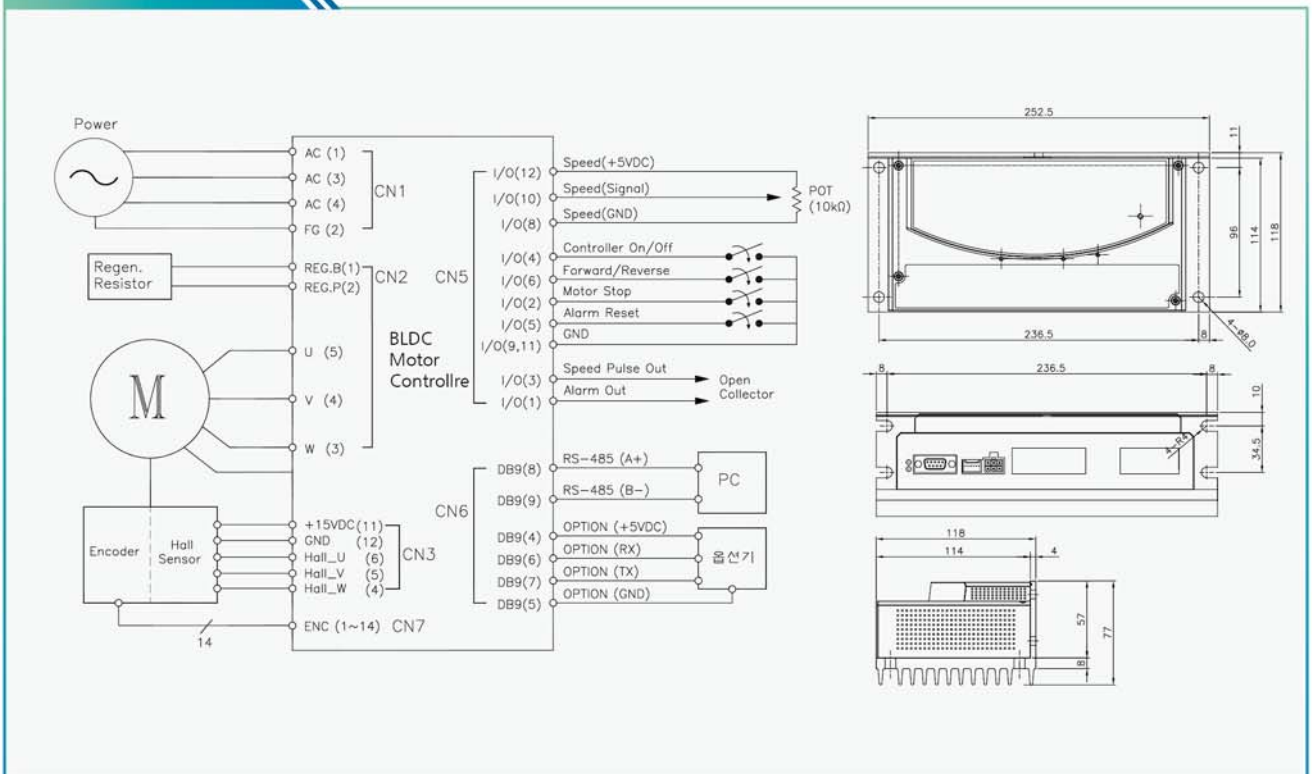 Power
AC (1)
AC (3)
AC (4)
FG (2)
CN1
Regen.
Resistor
REG.B(1)
REG.P(2)
CN2
M
U (5)
V (4)
W (3)
BLDC
Motor
Controllre
Encoder
Hall
Sensor
+15VDC(11)
GND (12)
Hall_U (6)
Hall_V (5)
Hall_W (4)
CN3
14
ENC (1~14) CN7
CN5
I/O(12) Speed(+5VDC)
I/O(10) Speed(Signal)
I/O(8) Speed(GND)
POT
(10kΩ)
I/O(4) Controller On/Off
I/O(6) Forward/Reverse
I/O(2) Motor Stop
I/O(5) Alarm Reset
I/O(9,11) GND
I/O(3) Speed Pulse Out
I/O(1) Alarm Out
Open
Collector
CN6
DB9(8) RS-485 (A+)
DB9(9) RS-485 (B-)
PC
DB9(4) OPTION (+5VDC)
DB9(6) OPTION (RX)
DB9(7) OPTION (TX)
DB9(5) OPTION (GND)
옵션기
252.5
11
96
114
118
236.5
8
4-ø8.0
8
236.5
8
10
34.5
4-R4
118
114
4
57
77
8